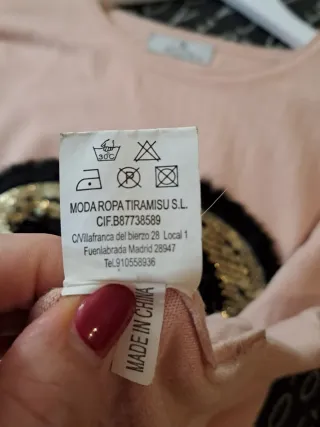 30°C
P
MODA ROPA TIRAMISU S.L.
CIF.B87738589
C/Villafranca del bierzo 28 Local 1
Fuenlabrada Madrid 28947
Tel.910558936
MADE IN CHINA